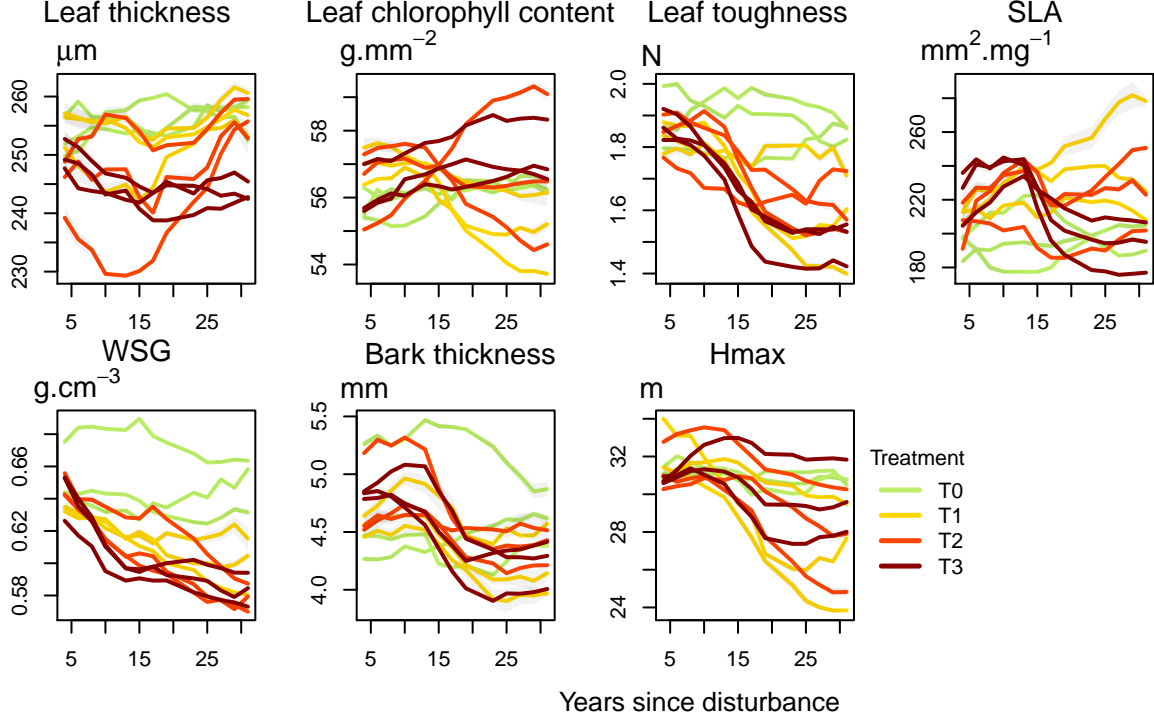 Leaf thickness Leaf chlorophyll content Leaf toughness SLA
μm g.mm−2 N mm2.mg−1
260
250
240
230
5 15 25
58
56
54
5 15 25
2.0
1.8
1.6
1.4
5 15 25
260
220
180
5 15 25
WSG Bark thickness Hmax
g.cm−3 mm m
0.66
0.62
0.58
5 15 25
5.5
5.0
4.5
4.0
5 15 25
32
28
24
5 15 25
Treatment
T0
T1
T2
T3
Years since disturbance